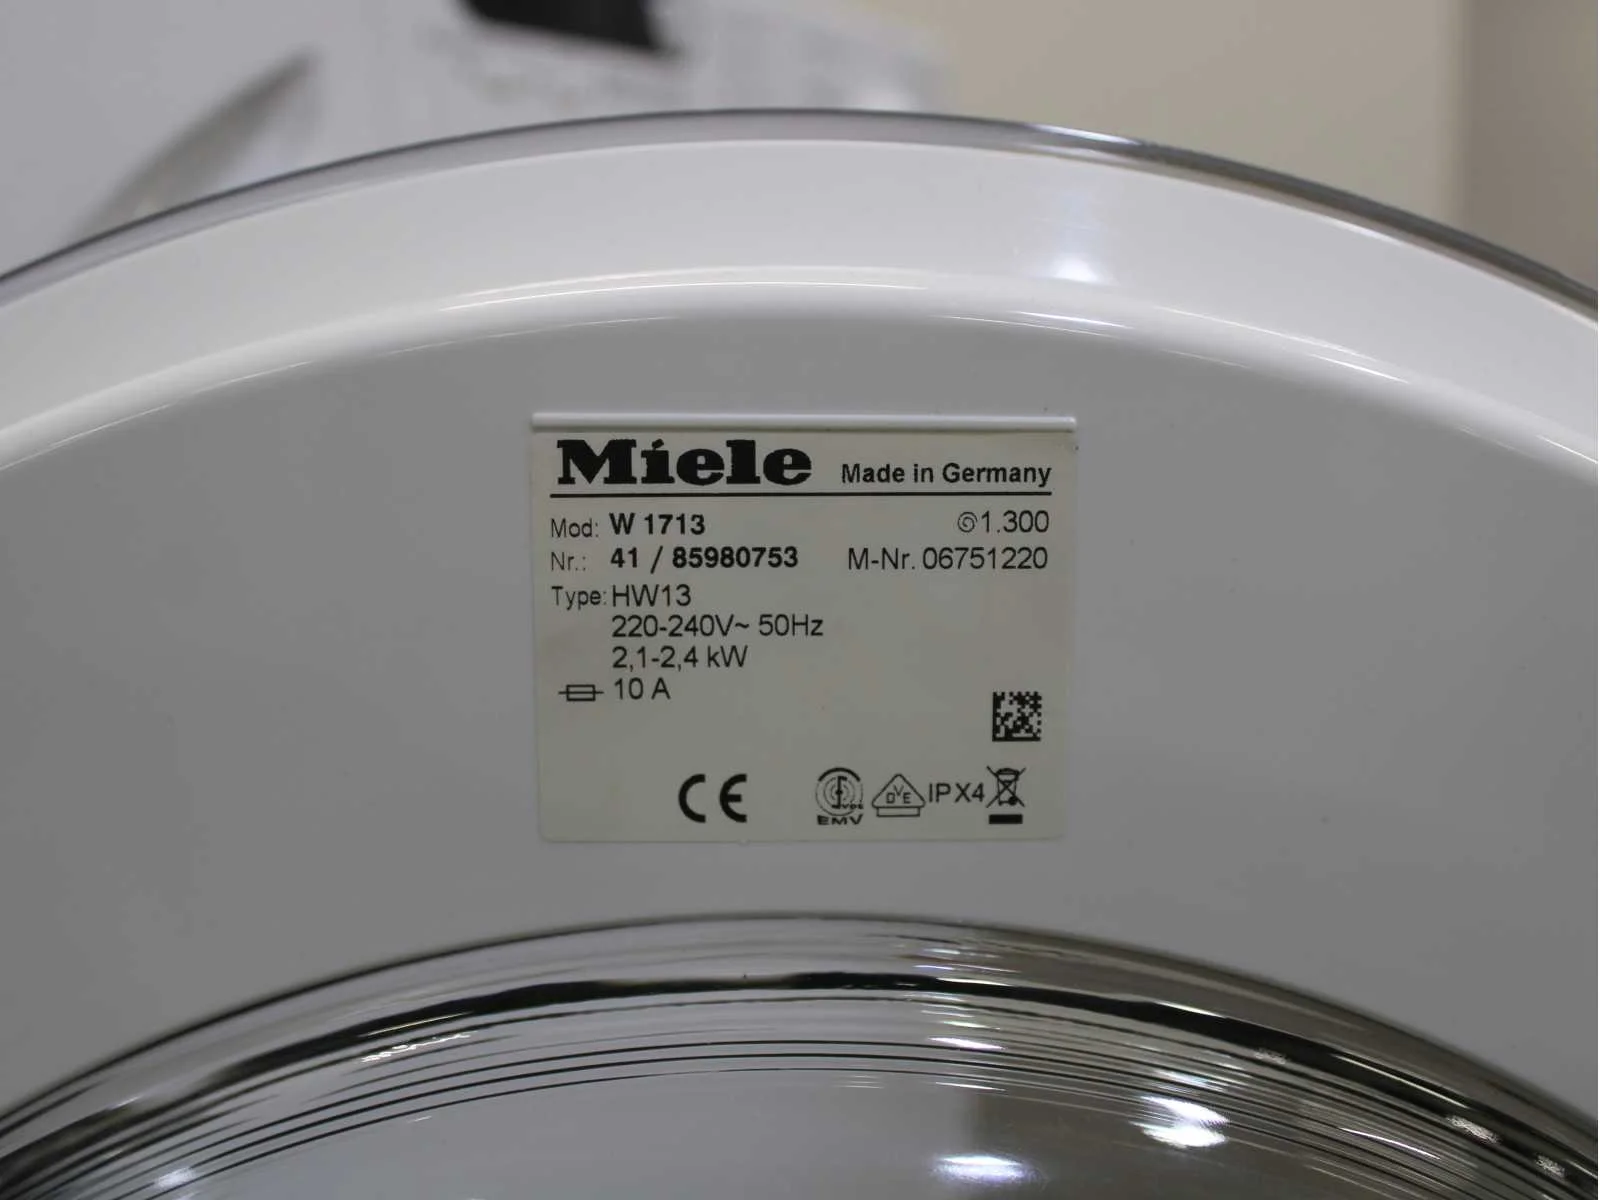 Miele Made in Germany
Mod: W 1713 1.300
Nr.: 41 / 85980753 M-Nr. 06751220
Type: HW13
220-240V~ 50Hz
2,1-2,4 kW
10 A
CE EMV DVE IPX4